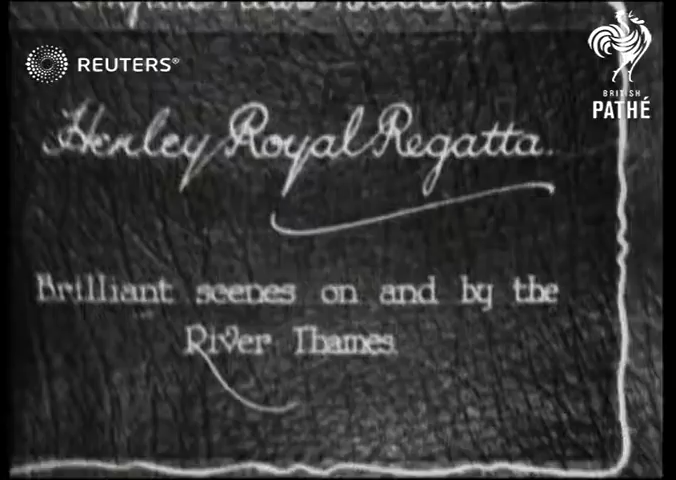 REUTERS
BRITISH
PATHÉ
Henley Royal Regatta.
Brilliant scenes on and by the
River Thames